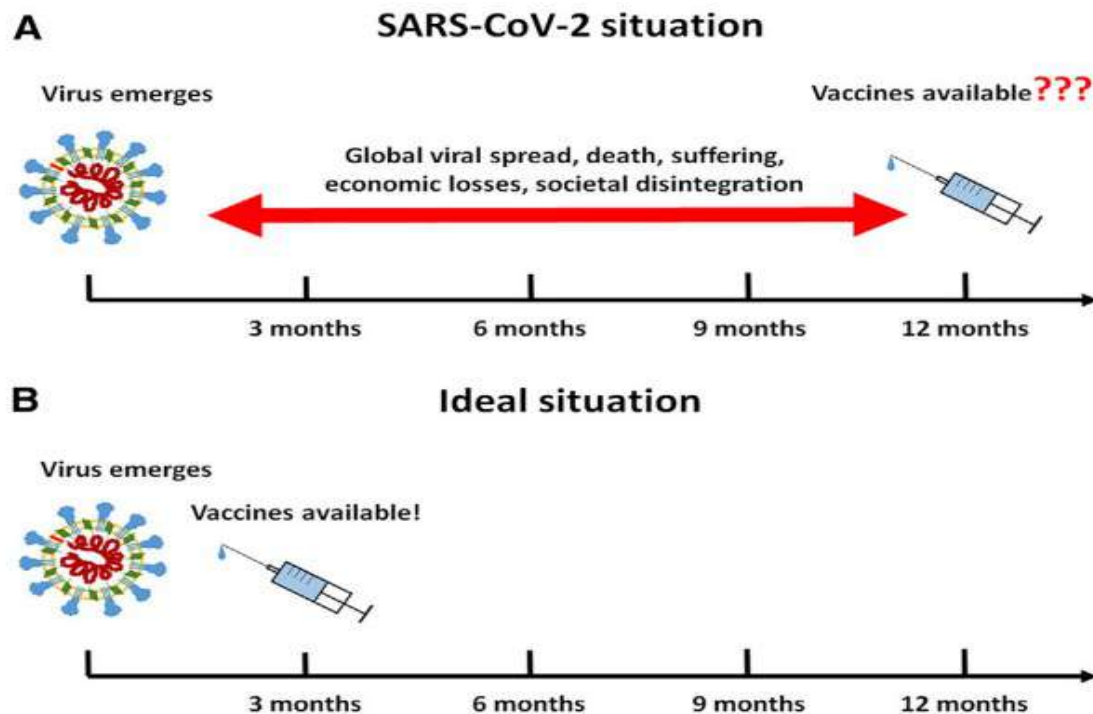 A
SARS-CoV-2 situation
Virus emerges
Vaccines available???
Global viral spread, death, suffering,
economic losses, societal disintegration
3 months
6 months
9 months
12 months
B
Ideal situation
Virus emerges
Vaccines available!
3 months
6 months
9 months
12 months